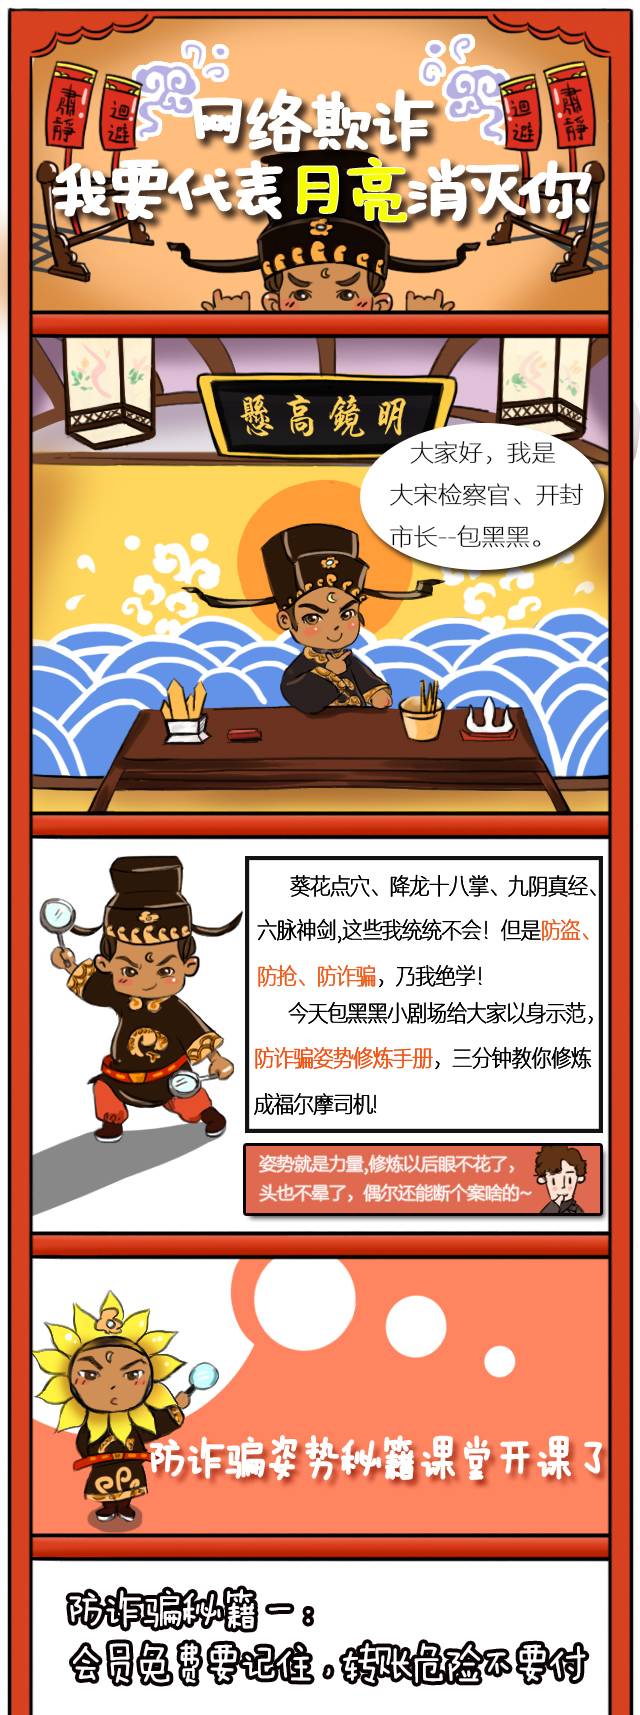 肅靜
迴避
迴避
肅靜
网络欺诈
我要代表月亮消灭你
懸高鏡明
大家好，我是
大宋检察官、开封
市长--包黑黑。
葵花点穴、降龙十八掌、九阴真经、
六脉神剑,这些我统统不会！但是防盗、
防抢、防诈骗，乃我绝学！
今天包黑黑小剧场给大家以身示范，
防诈骗姿势修炼手册，三分钟教你修炼
成福尔摩司机!
姿势就是力量,修炼以后眼不花了，
头也不晕了，偶尔还能断个案啥的~
防诈骗姿势秘籍课堂开课了
防诈骗秘籍一：
会员免费要记住，转账危险不要付